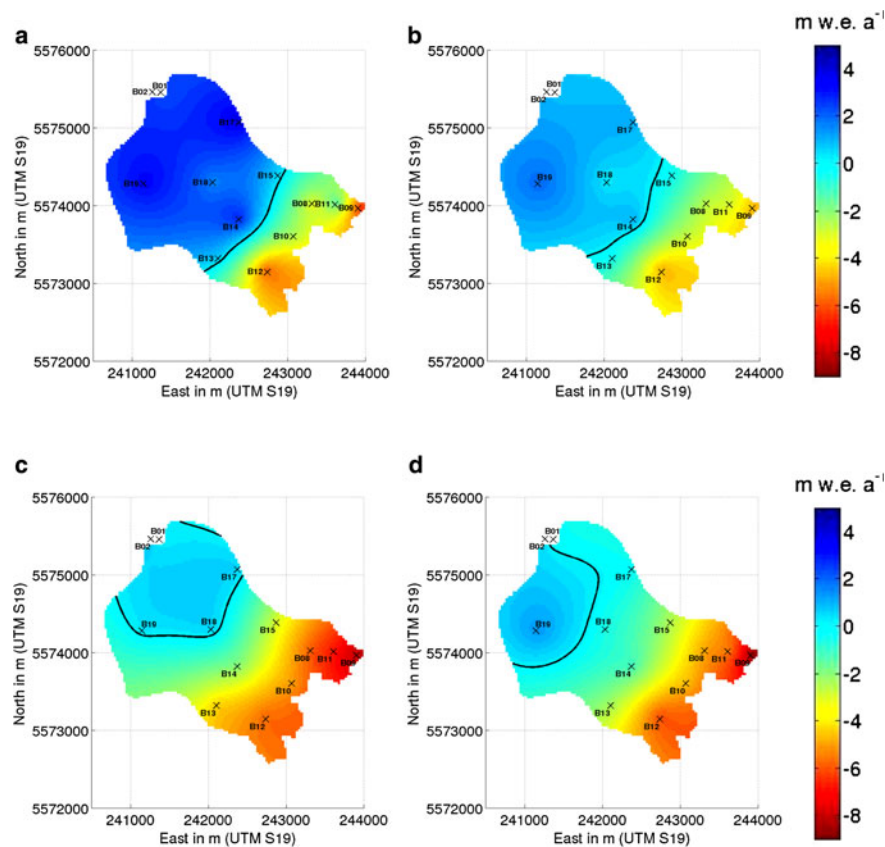 a
5576000
5575000
5574000
5573000
5572000
241000 242000 243000 244000
North in m (UTM S19)
East in m (UTM S19)
B01
B02
B17
B19
B18
B15
B08
B11
B09
B14
B10
B13
B12
b
5576000
5575000
5574000
5573000
5572000
241000 242000 243000 244000
North in m (UTM S19)
East in m (UTM S19)
B01
B02
B17
B19
B18
B15
B08
B11
B09
B14
B10
B13
B12
m w.e. a⁻¹
4
2
0
-2
-4
-6
-8
c
5576000
5575000
5574000
5573000
5572000
241000 242000 243000 244000
North in m (UTM S19)
East in m (UTM S19)
B01
B02
B17
B19
B18
B15
B08
B11
B09
B14
B10
B13
B12
d
5576000
5575000
5574000
5573000
5572000
241000 242000 243000 244000
North in m (UTM S19)
East in m (UTM S19)
B01
B02
B17
B19
B18
B15
B08
B11
B09
B14
B10
B13
B12
m w.e. a⁻¹
4
2
0
-2
-4
-6
-8